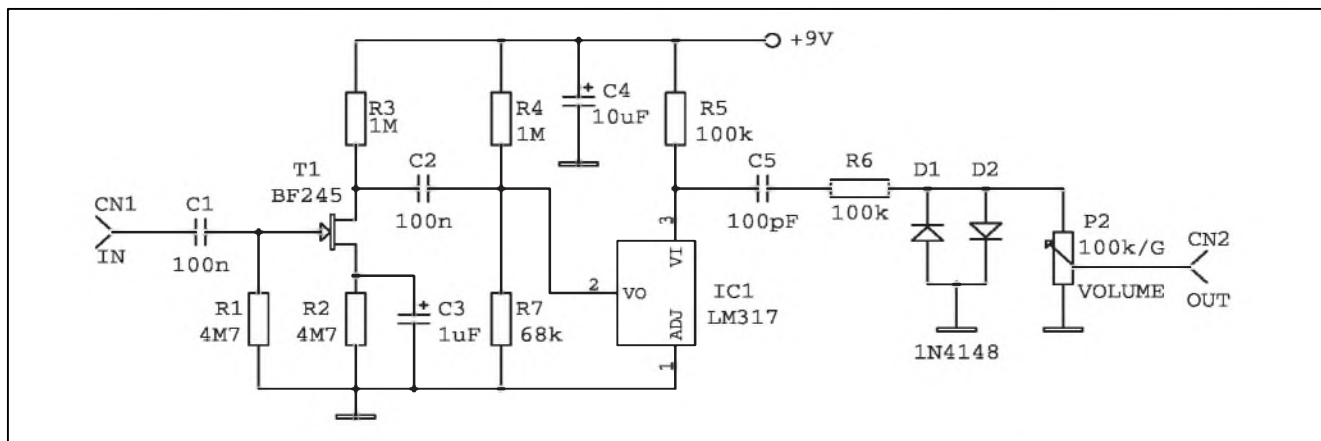 +9V
R3
1M
R4
1M
C4
10uF
+
R5
100k
T1
BF245
C2
100n
C5
100pF
R6
100k
D1
D2
CN1
IN
C1
100n
3
VI
P2
100k/G
VOLUME
CN2
OUT
2
VO
IC1
LM317
ADJ
1
R1
4M7
R2
4M7
+
C3
1uF
R7
68k
1N4148